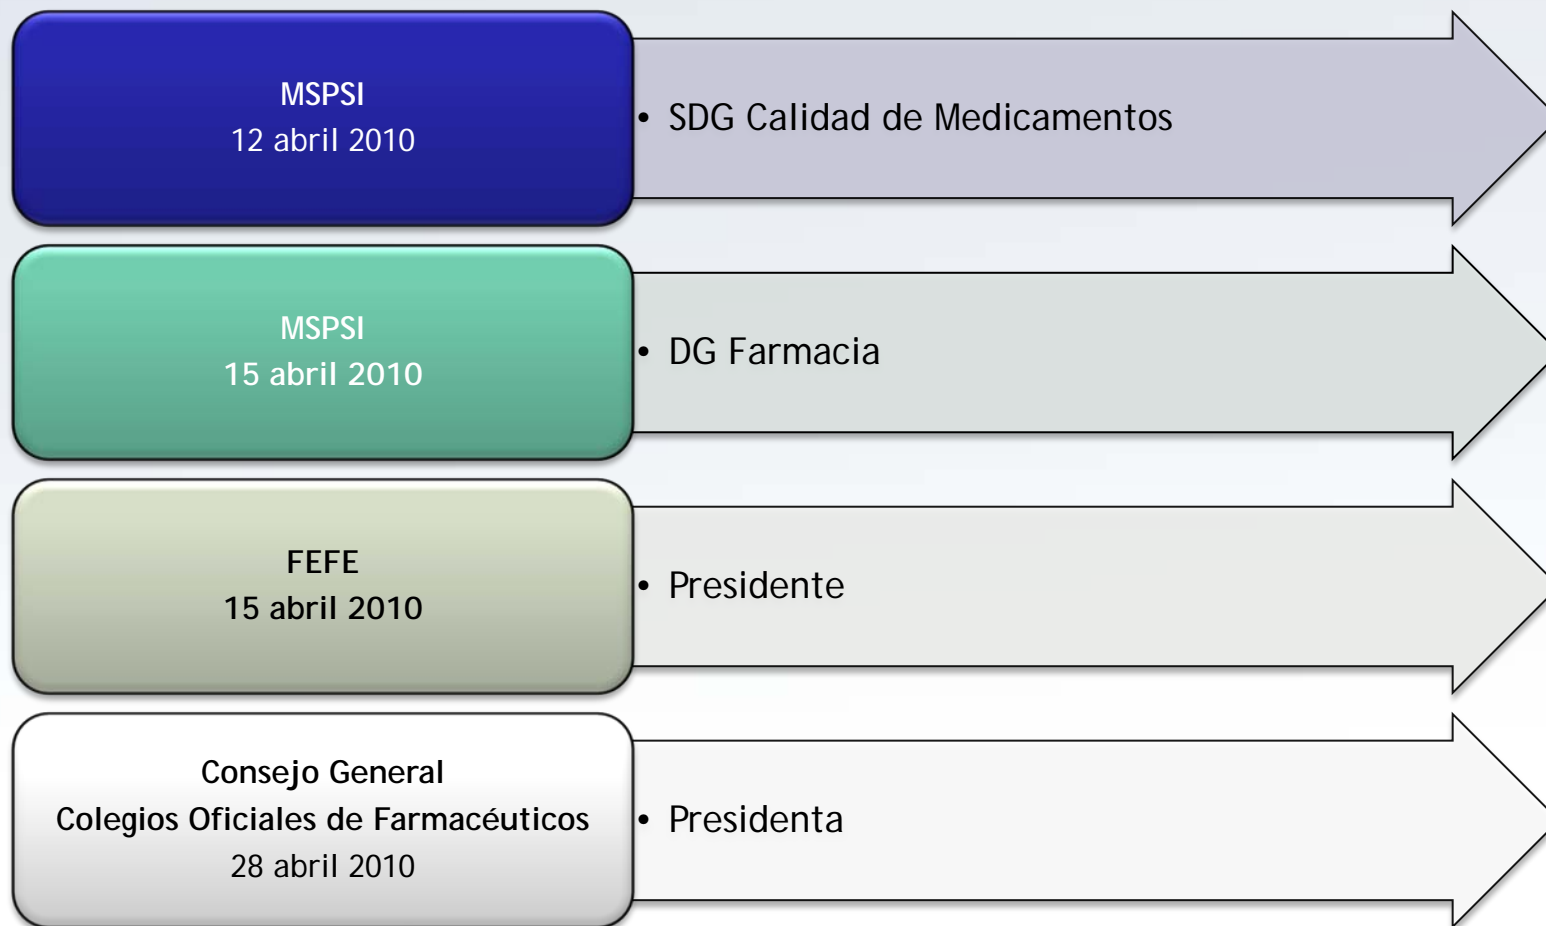 MSPSI
12 abril 2010
• SDG Calidad de Medicamentos
MSPSI
15 abril 2010
• DG Farmacia
FEFE
15 abril 2010
• Presidente
Consejo General
Colegios Oficiales de Farmacéuticos
28 abril 2010
• Presidenta